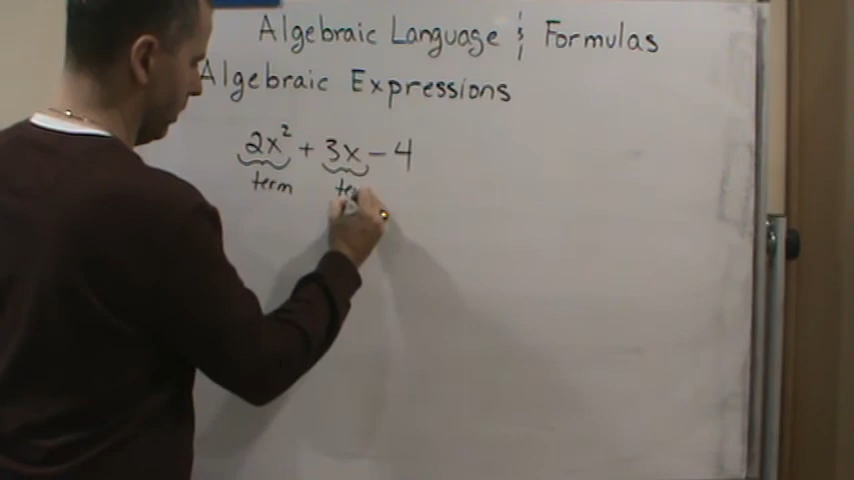 Algebraic Language & Formulas
Algebraic Expressions
2x² + 3x - 4
term te